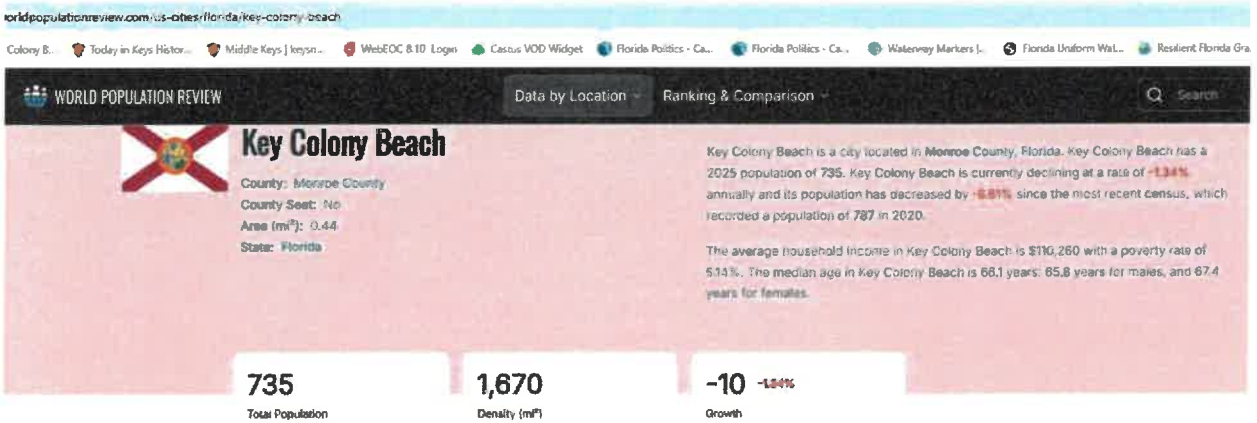 orldpopulationreview.com/us-cities/florida/key-colony-beach
Colony B... Today in Keys Histor... Middle Keys | keysn... WebEOC 8.10 Login Castus VOD Widget Florida Politics - Ca... Florida Politics - Ca... Waterway Markers |... Florida Uniform Wat... Resilient Florida Gra
WORLD POPULATION REVIEW Data by Location Ranking & Comparison Search
Key Colony Beach
County: Monroe County
County Seat: No
Area (mi²): 0.44
State: Florida
Key Colony Beach is a city located in Monroe County, Florida. Key Colony Beach has a
2025 population of 735. Key Colony Beach is currently declining at a rate of -1.34%
annually and its population has decreased by -6.61% since the most recent census, which
recorded a population of 787 in 2020.
The average household income in Key Colony Beach is $110,260 with a poverty rate of
5.14%. The median age in Key Colony Beach is 66.1 years: 65.8 years for males, and 67.4
years for females.
735 1,670 -10 -1.34%
Total Population Density (mi²) Growth